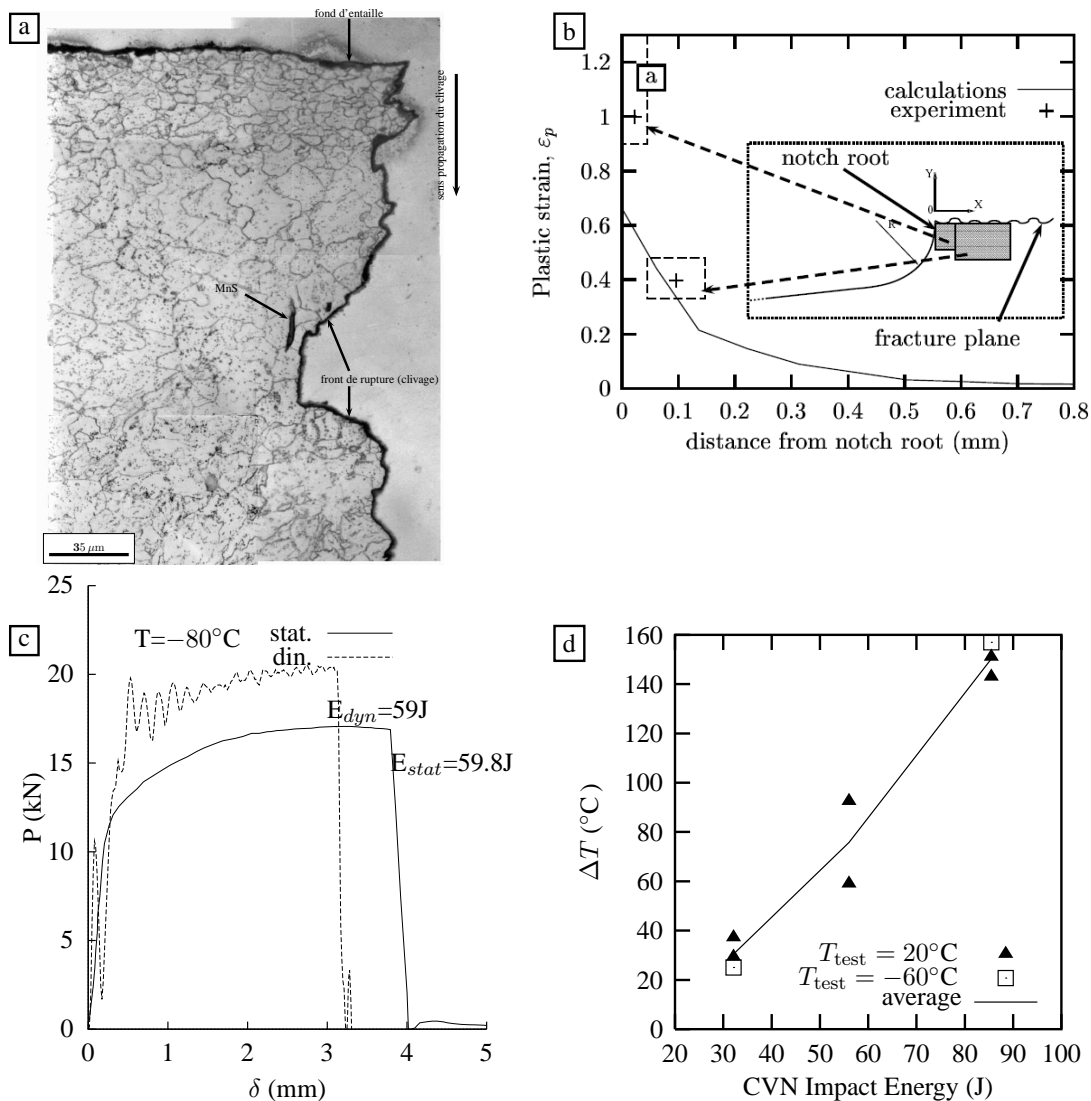 a
fond d'entaille
sens propagation du clivage
MnS
front de rupture (clivage)
35 μm
b
a
1.2
1
0.8
0.6
0.4
0.2
0
Plastic strain, εp
calculations
experiment
notch root
Y
X
0
R
fracture plane
0 0.1 0.2 0.3 0.4 0.5 0.6 0.7 0.8
distance from notch root (mm)
c
25
20
15
10
5
0
P (kN)
T=−80°C
stat.
din.
E_dyn=59J
E_stat=59.8J
0 1 2 3 4 5
δ (mm)
d
160
140
120
100
80
60
40
20
0
ΔT (°C)
T_test = 20°C
T_test = −60°C
average
20 30 40 50 60 70 80 90 100
CVN Impact Energy (J)